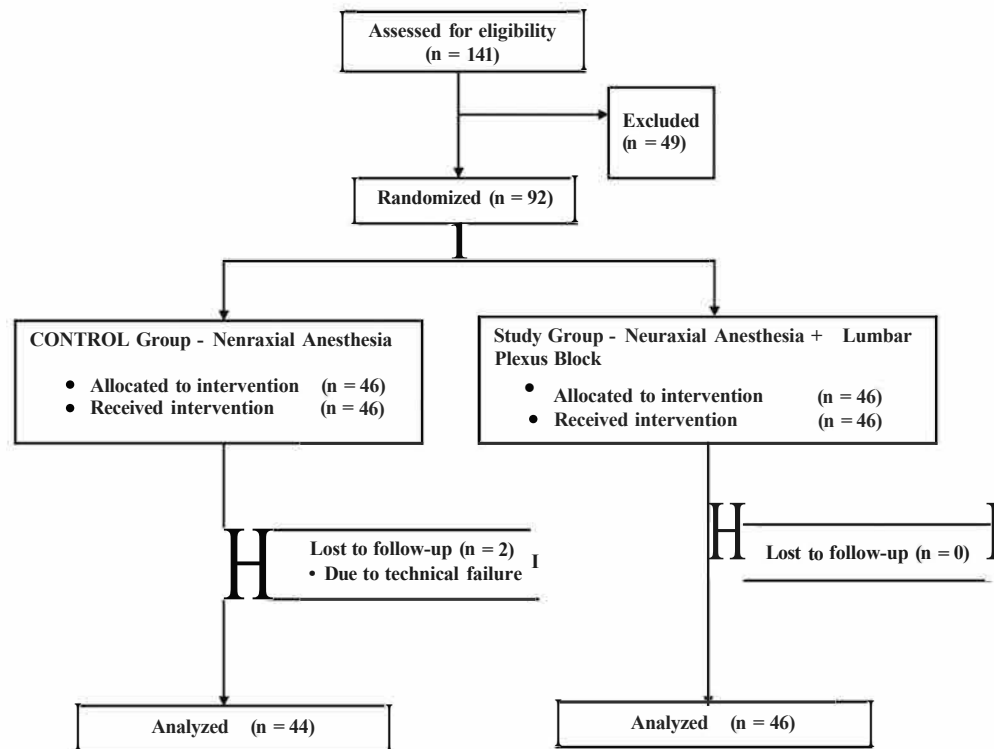 Assessed for eligibility
(n = 141)
Excluded
(n = 49)
Randomized (n = 92)
CONTROL Group - Nenraxial Anesthesia
• Allocated to intervention (n = 46)
• Received intervention (n = 46)
Study Group - Neuraxial Anesthesia + Lumbar
Plexus Block
• Allocated to intervention (n = 46)
• Received intervention (n = 46)
Lost to follow-up (n = 2)
• Due to technical failure
Lost to follow-up (n = 0)
Analyzed (n = 44)
Analyzed (n = 46)